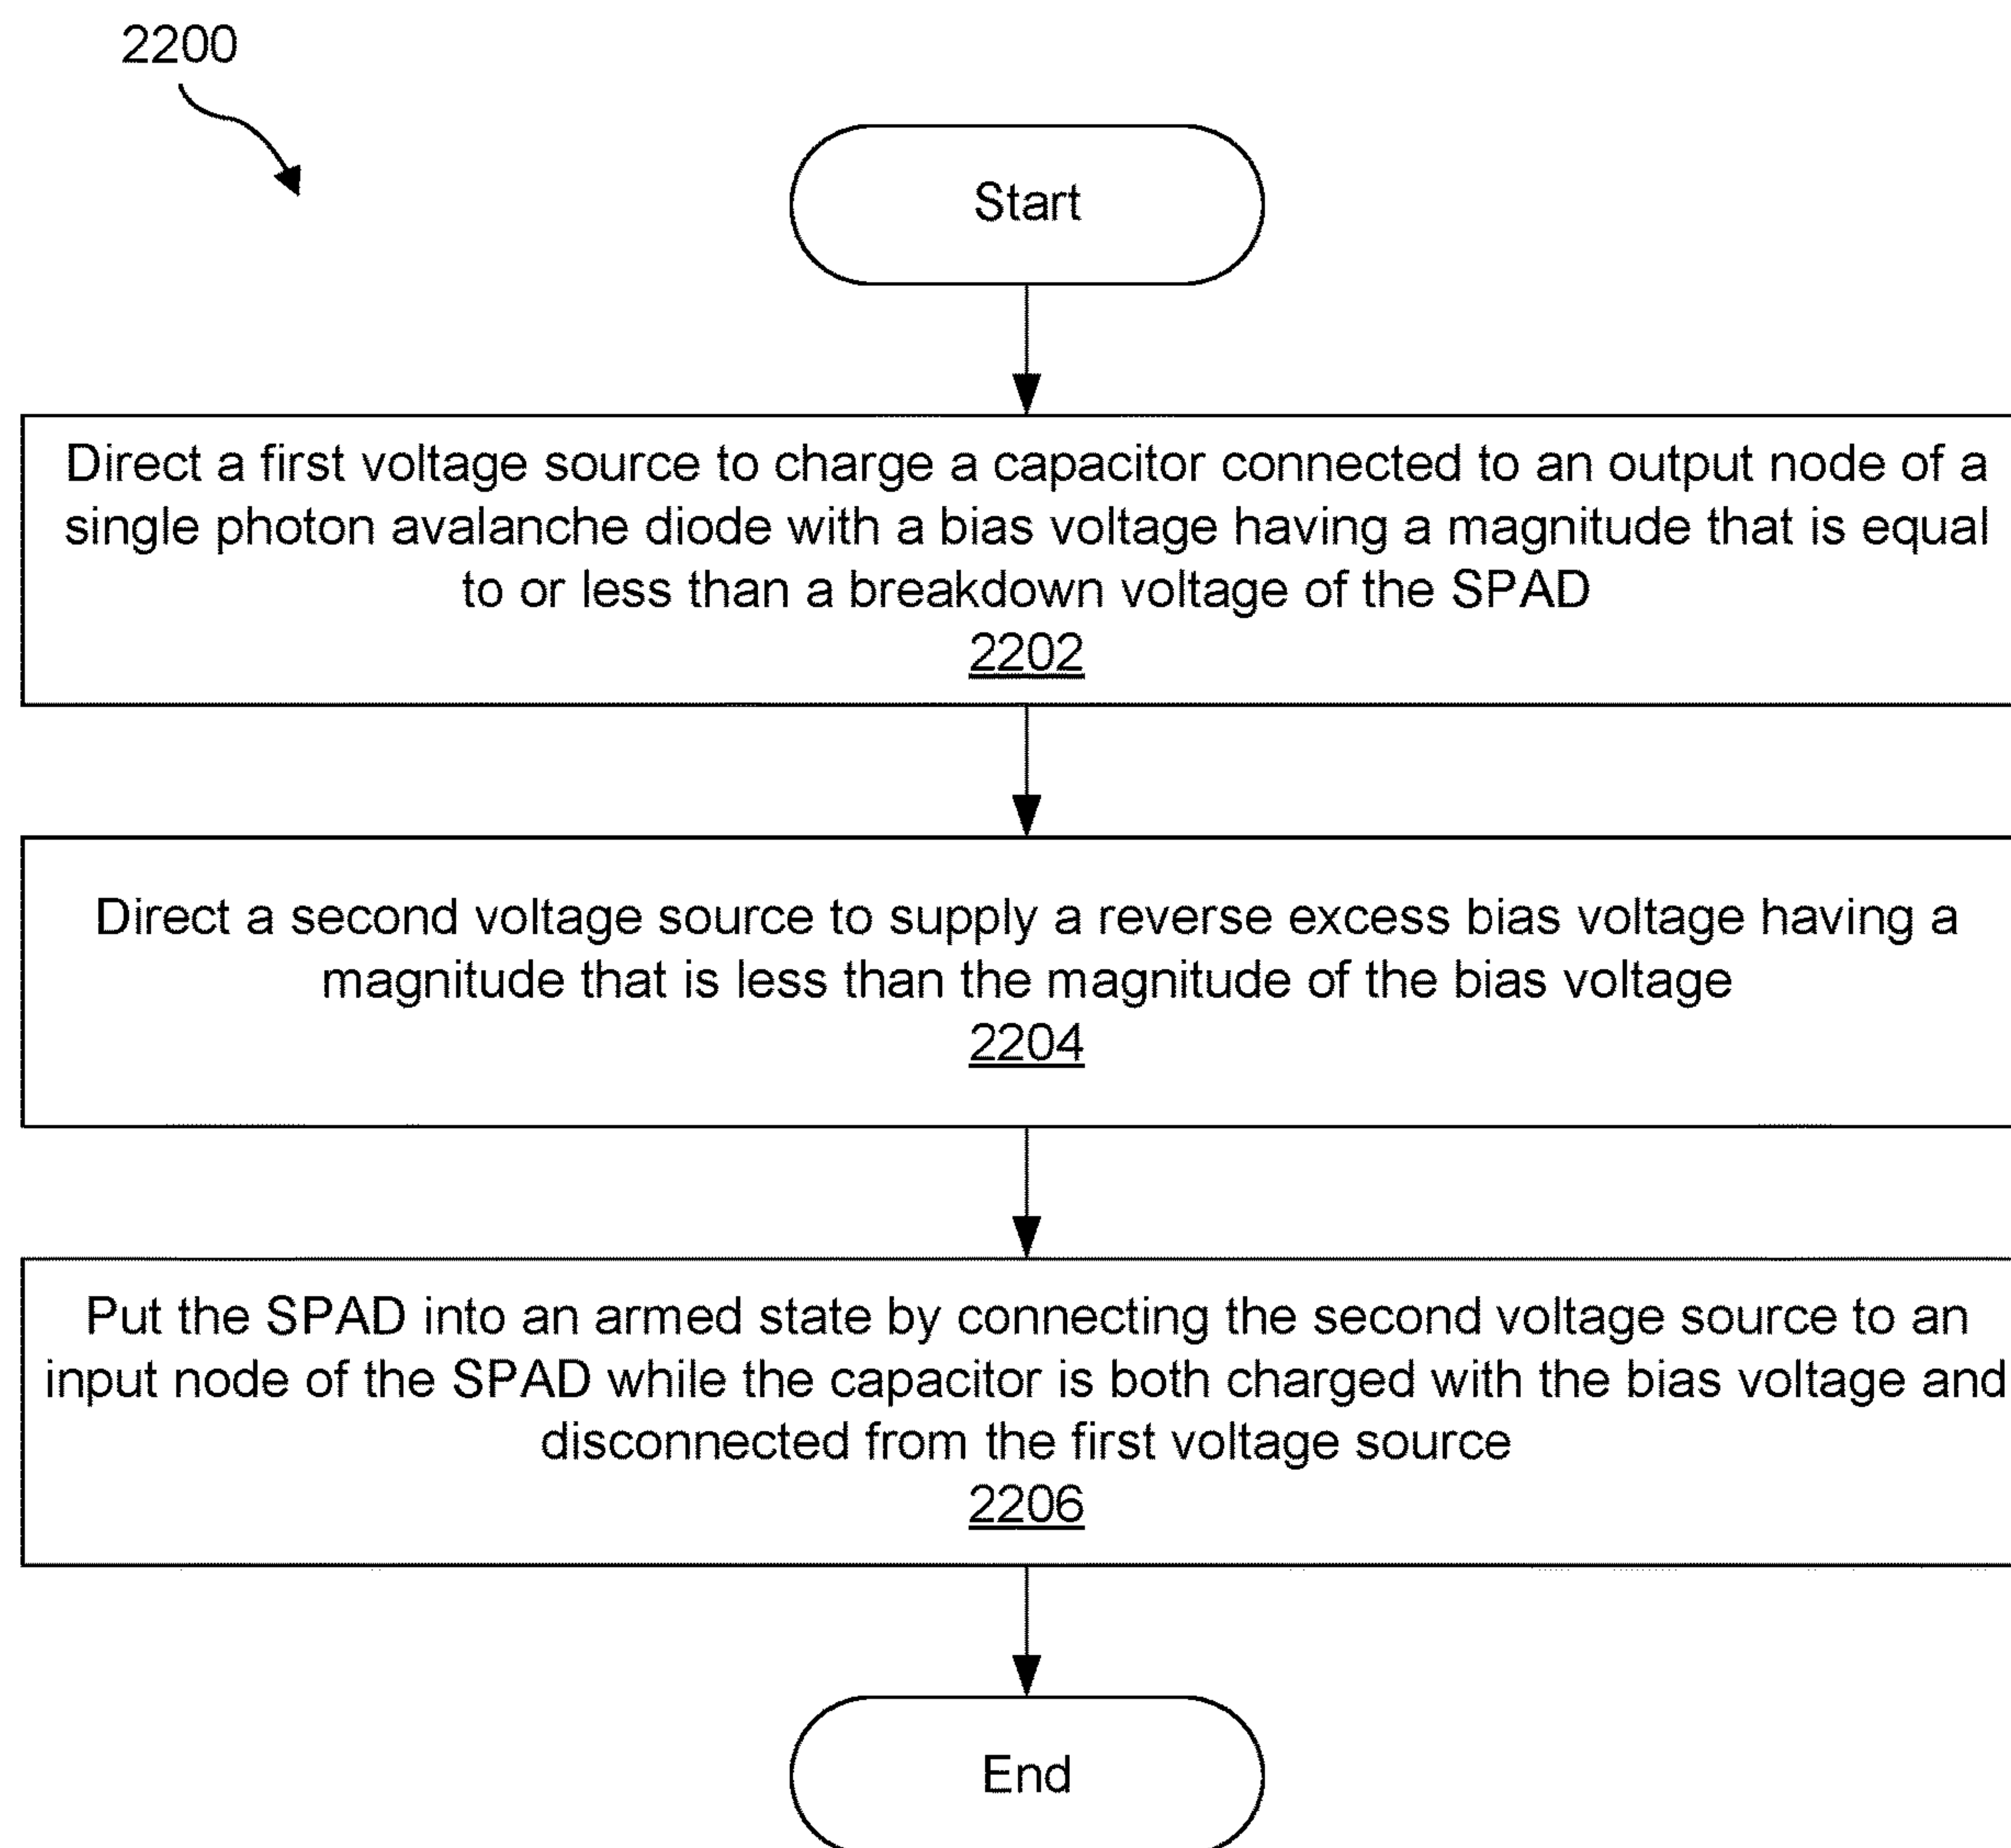 2200
Start
Direct a first voltage source to charge a capacitor connected to an output node of a
single photon avalanche diode with a bias voltage having a magnitude that is equal
to or less than a breakdown voltage of the SPAD
2202
Direct a second voltage source to supply a reverse excess bias voltage having a
magnitude that is less than the magnitude of the bias voltage
2204
Put the SPAD into an armed state by connecting the second voltage source to an
input node of the SPAD while the capacitor is both charged with the bias voltage and
disconnected from the first voltage source
2206
End